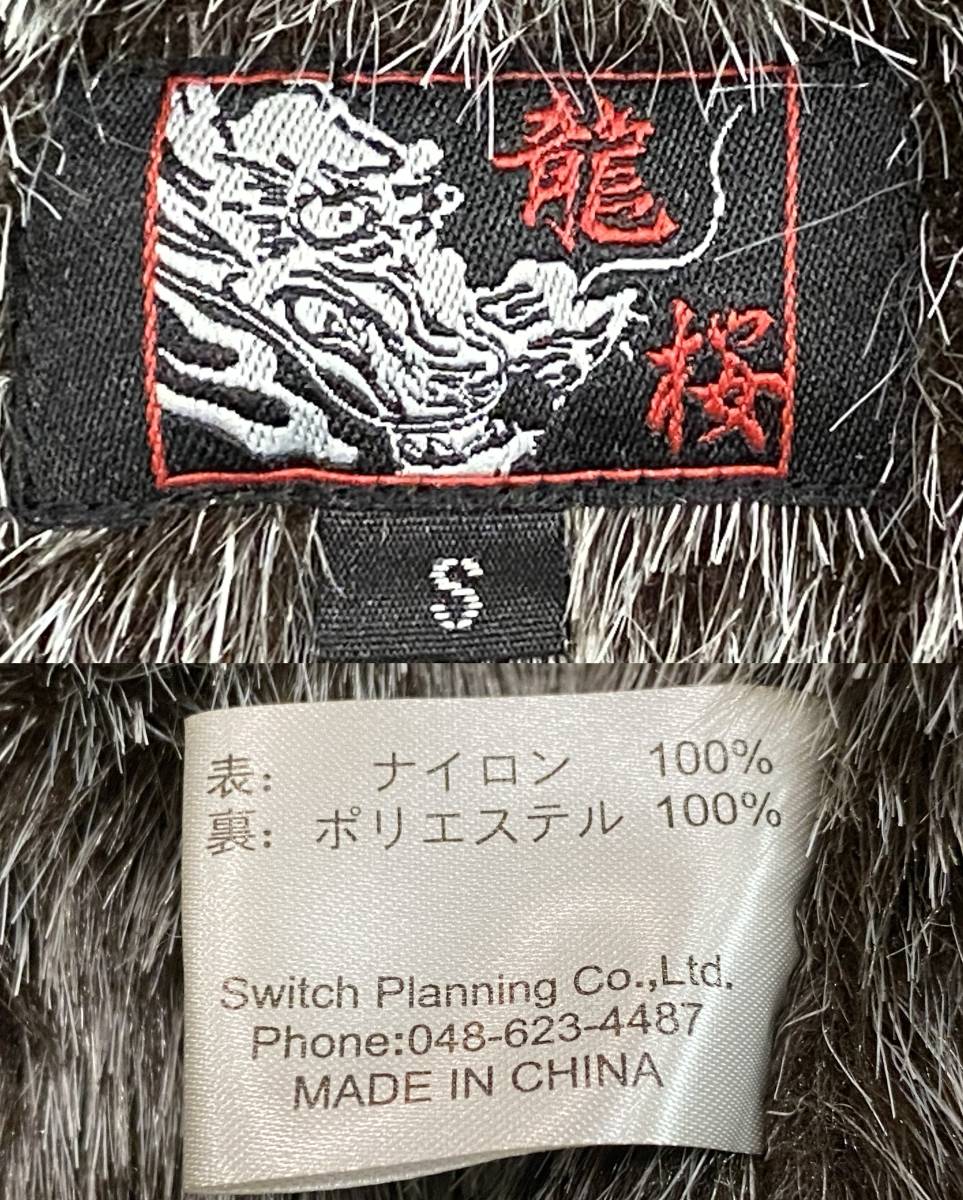 龍
桜
S
表: ナイロン 100%
裏: ポリエステル 100%
Switch Planning Co.,Ltd.
Phone:048-623-4487
MADE IN CHINA